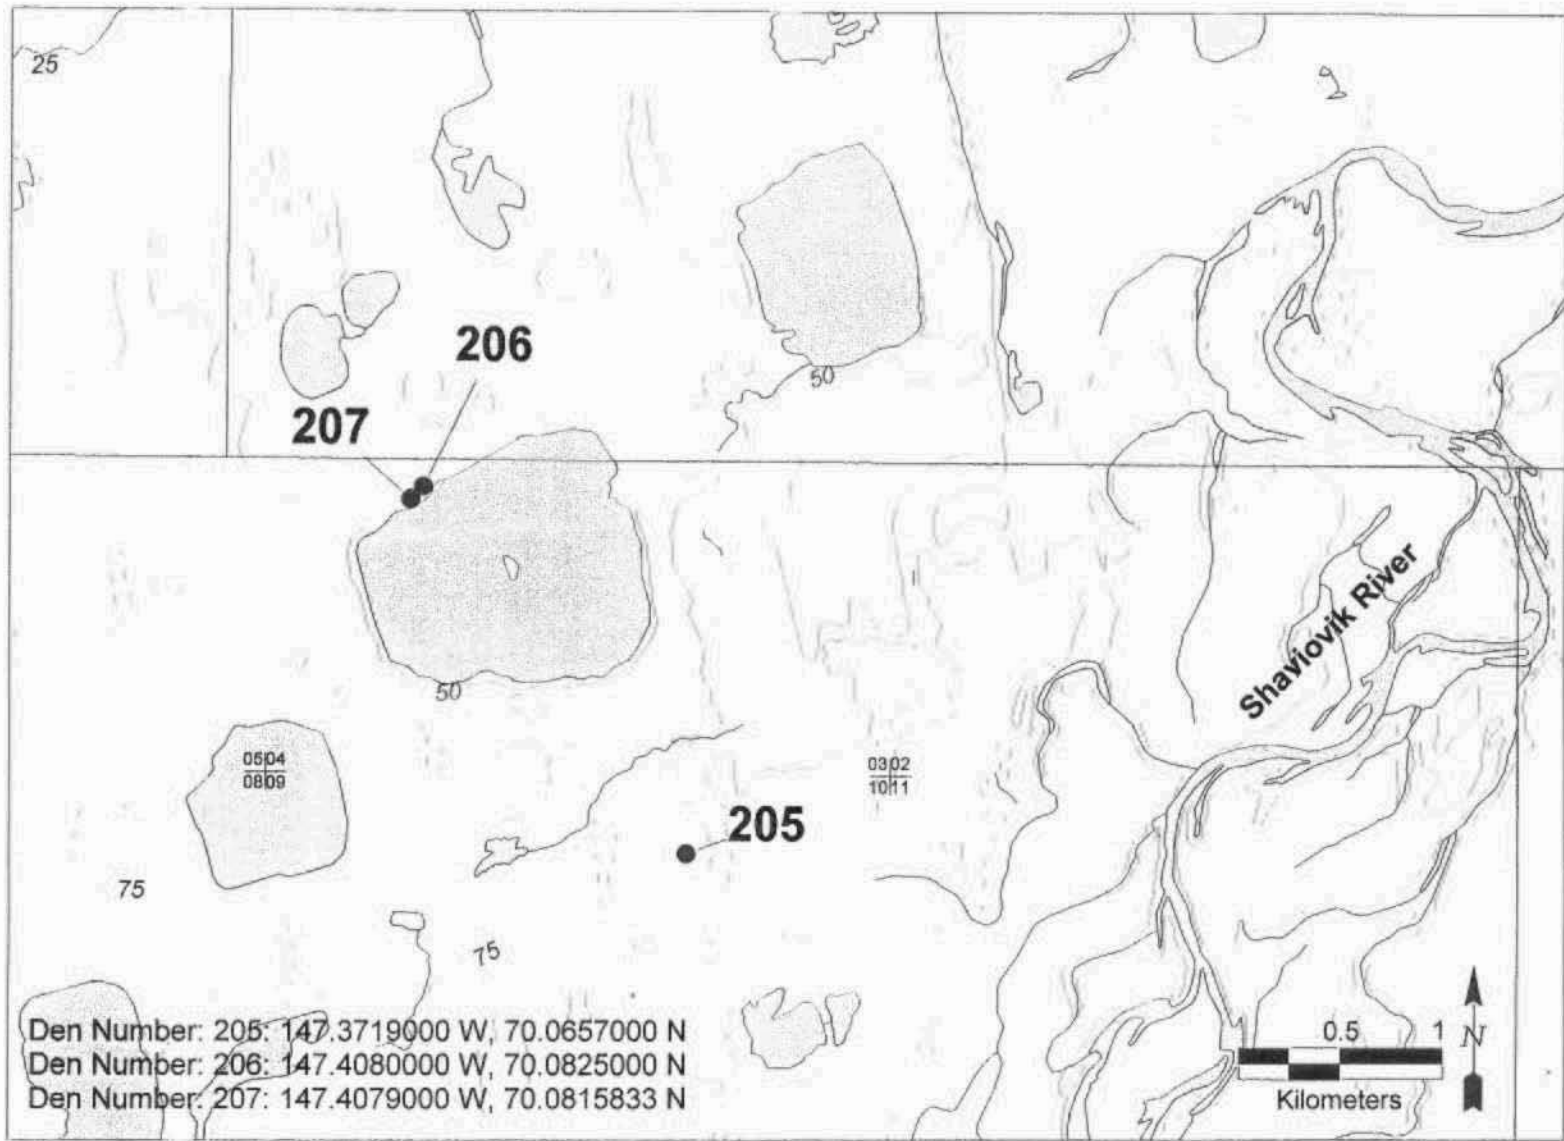 25
206
207
50
50
Shaviovik River
05 04
08 09
03 02
10 11
205
75
75
Den Number: 205: 147.3719000 W, 70.0657000 N
Den Number: 206: 147.4080000 W, 70.0825000 N
Den Number: 207: 147.4079000 W, 70.0815833 N
0.5 1
N
Kilometers